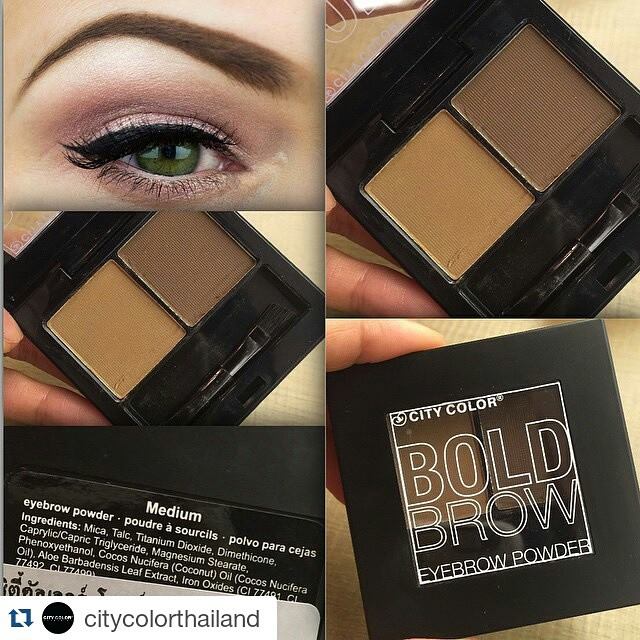 CITY COLOR®
BOLD
BROW
EYEBROW POWDER
Medium
eyebrow powder · poudre à sourcils · polvo para cejas
Ingredients: Mica, Talc, Titanium Dioxide, Dimethicone,
Caprylic/Capric Triglyceride, Magnesium Stearate,
Phenoxyethanol, Cocos Nucifera (Coconut) Oil (Cocos Nucifera
Oil), Aloe Barbadensis Leaf Extract, Iron Oxides (CI 77491, CI
77492, CI 77499)
CITY COLOR
citycolorthailand